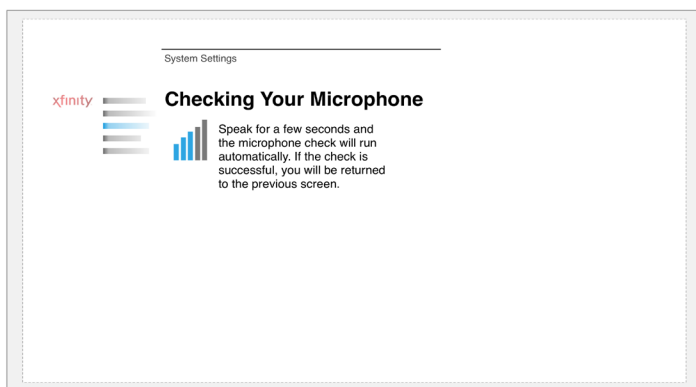 System Settings
xfinity
Checking Your Microphone
Speak for a few seconds and
the microphone check will run
automatically. If the check is
successful, you will be returned
to the previous screen.